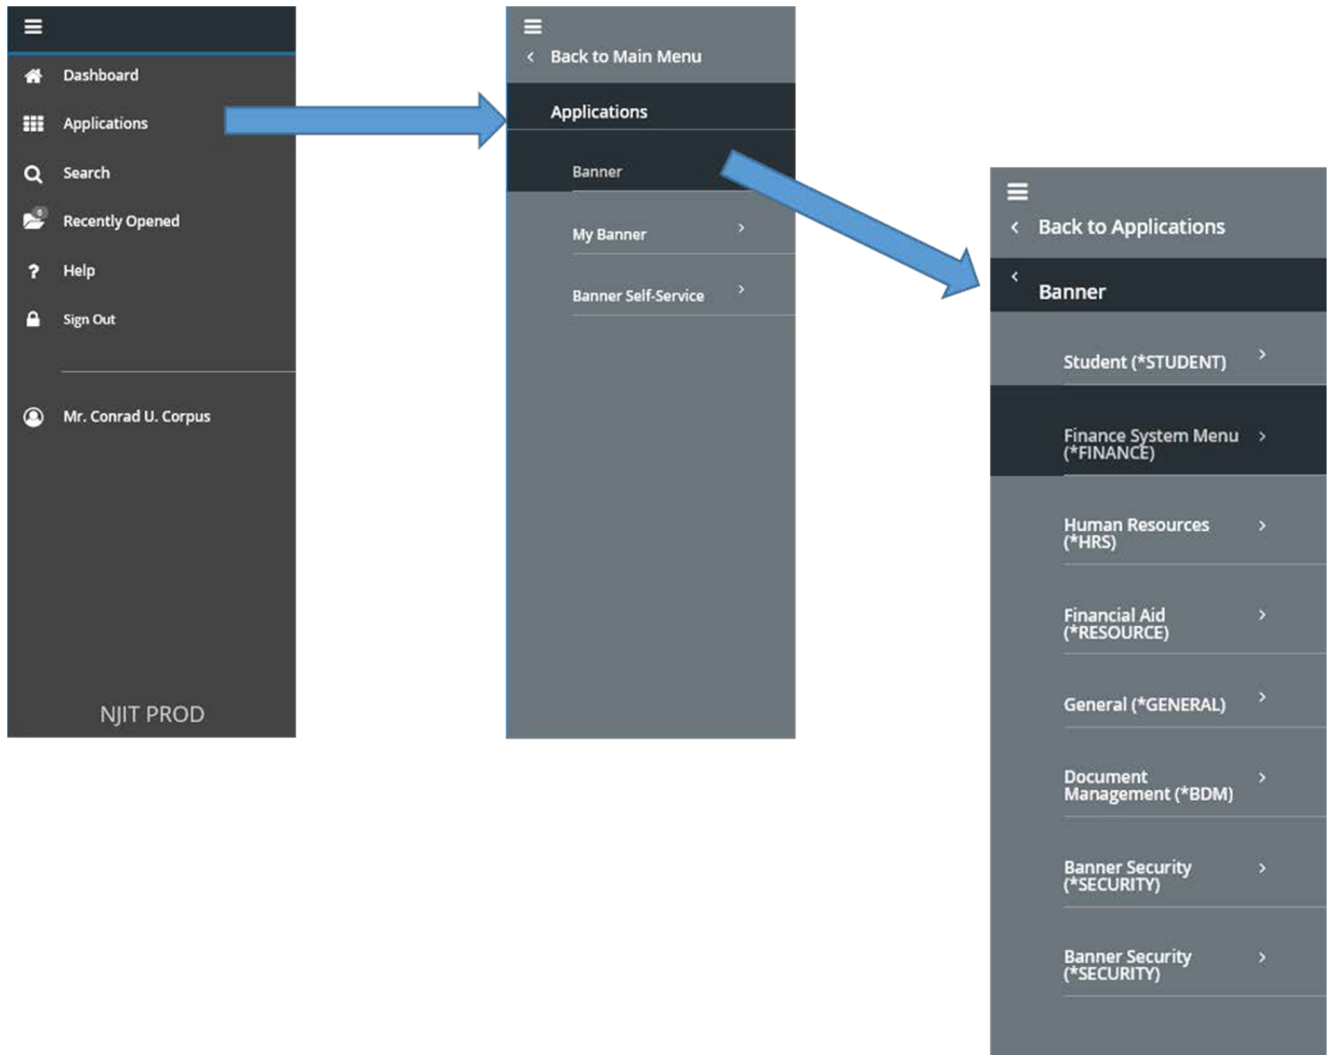 Dashboard
Applications
Search
6
Recently Opened
?
Help
Sign Out
Mr. Conrad U. Corpus
NJIT PROD
Back to Main Menu
Applications
Banner
My Banner
Banner Self-Service
Back to Applications
Banner
Student (*STUDENT)
Finance System Menu
(*FINANCE)
Human Resources
(*HRS)
Financial Aid
(*RESOURCE)
General (*GENERAL)
Document
Management (*BDM)
Banner Security
(*SECURITY)
Banner Security
(*SECURITY)